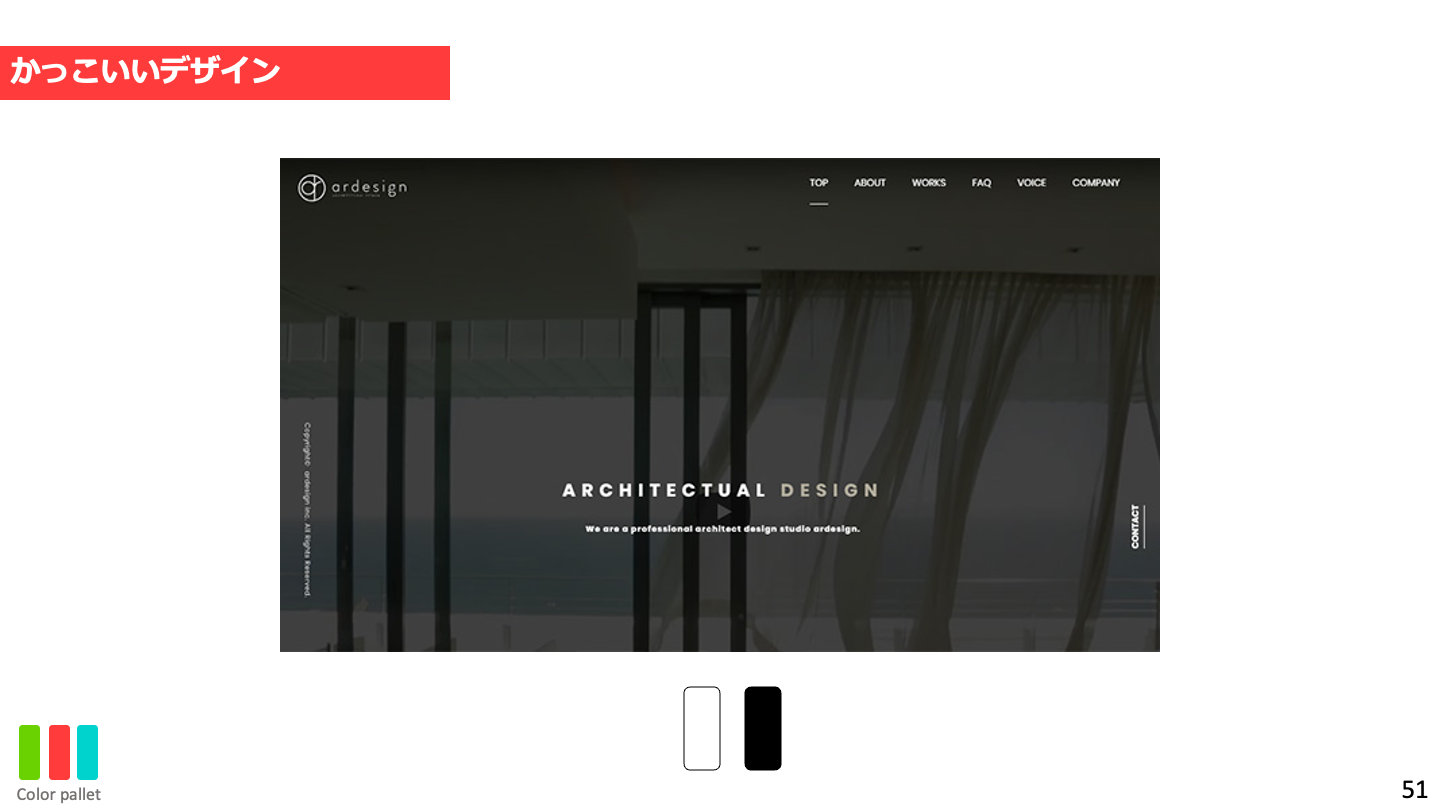 かっこいいデザイン
ardesign
TOP
ABOUT
WORKS
FAQ
VOICE
COMPANY
Copyright© ardesign inc. All Rights Reserved.
ARCHITECTUAL DESIGN
We are a professional architect design studio ardesign.
CONTACT
Color pallet
51